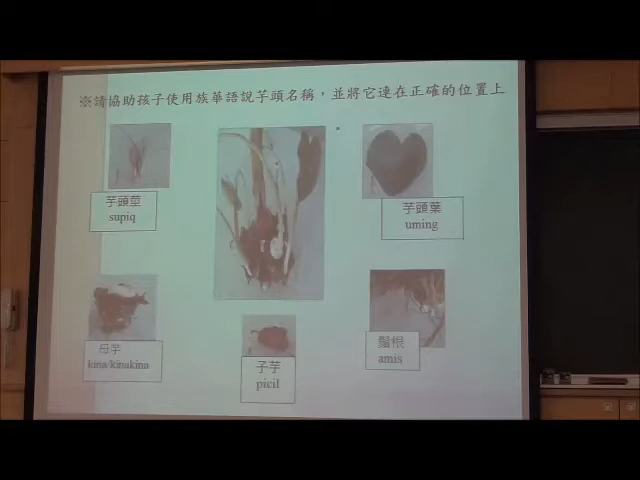 ※請協助孩子使用族華語說芋頭名稱，並將它連在正確的位置上
芋頭莖
supiq
芋頭葉
uming
母芋
kina/kinakina
子芋
picil
鬚根
amis